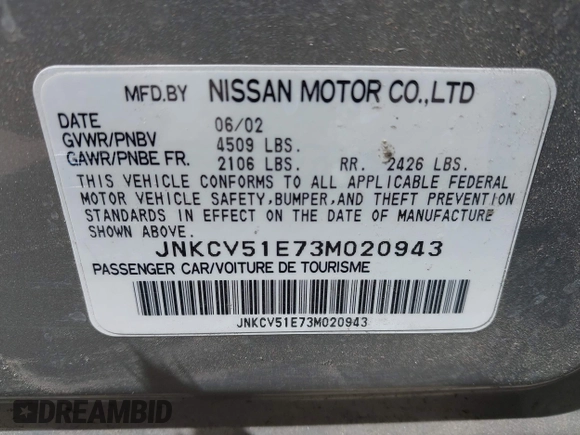 MFD.BY NISSAN MOTOR CO.,LTD
DATE 06/02
GVWR/PNBV 4509 LBS.
GAWR/PNBE FR. 2106 LBS. RR. 2426 LBS.
THIS VEHICLE CONFORMS TO ALL APPLICABLE FEDERAL
MOTOR VEHICLE SAFETY,BUMPER,AND THEFT PREVENTION
STANDARDS IN EFFECT ON THE DATE OF MANUFACTURE
SHOWN ABOVE.
JNKCV51E73M020943
PASSENGER CAR/VOITURE DE TOURISME
JNKCV51E73M020943
DREAMBID